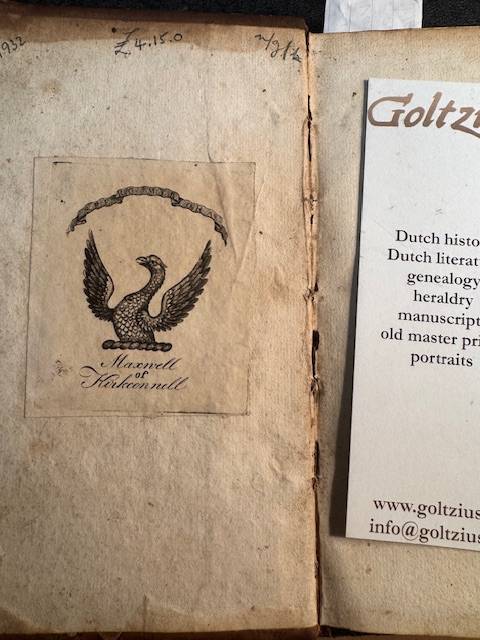 1932
£4.15.0
Maxwell
of
Kirkconnell
Goltziu
Dutch histo
Dutch literat
genealogy
heraldry
manuscript
old master pri
portraits
www.goltzius
info@goltzius